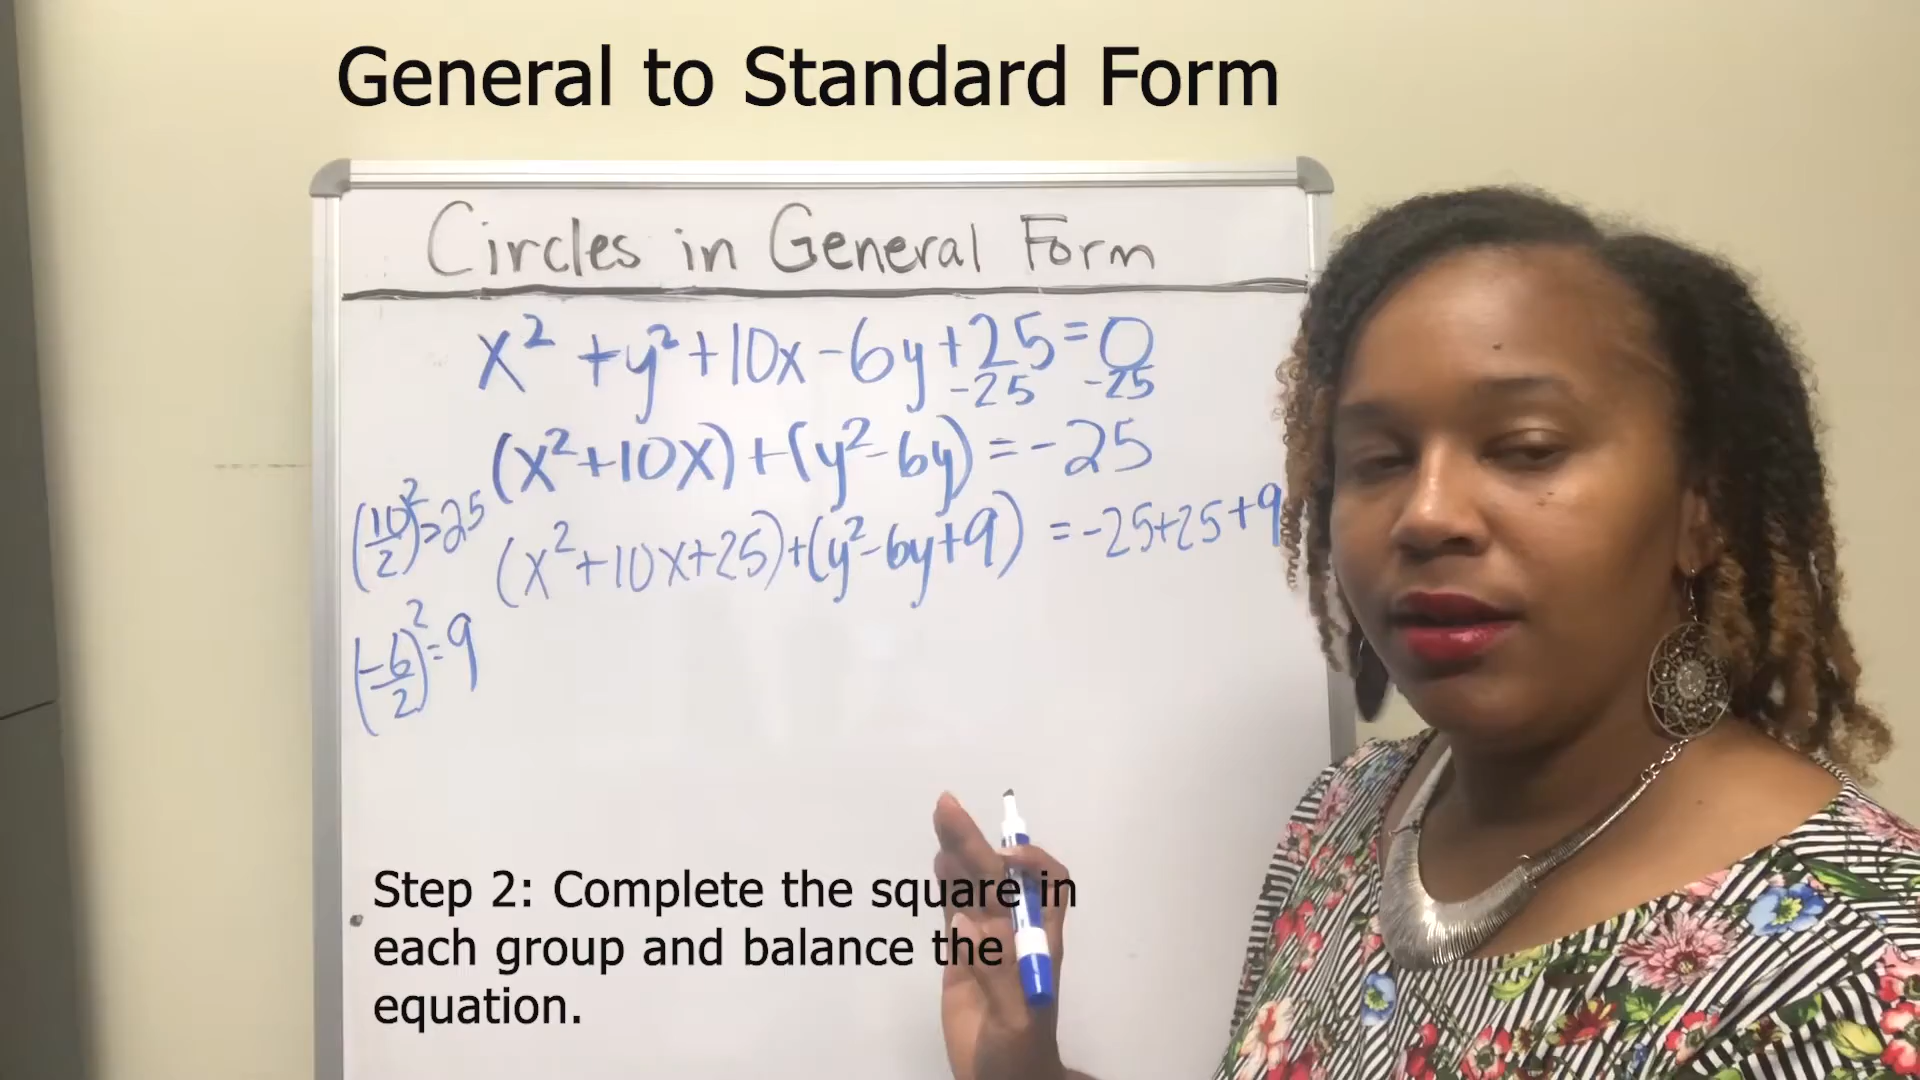 General to Standard Form
Circles in General Form
x² + y² + 10x - 6y + 25 = 0
-25 -25
(x² + 10x) + (y² - 6y) = -25
(10/2)² = 25
(x² + 10x + 25) + (y² - 6y + 9) = -25 + 25 + 9
(-6/2)² = 9
Step 2: Complete the square in
each group and balance the
equation.